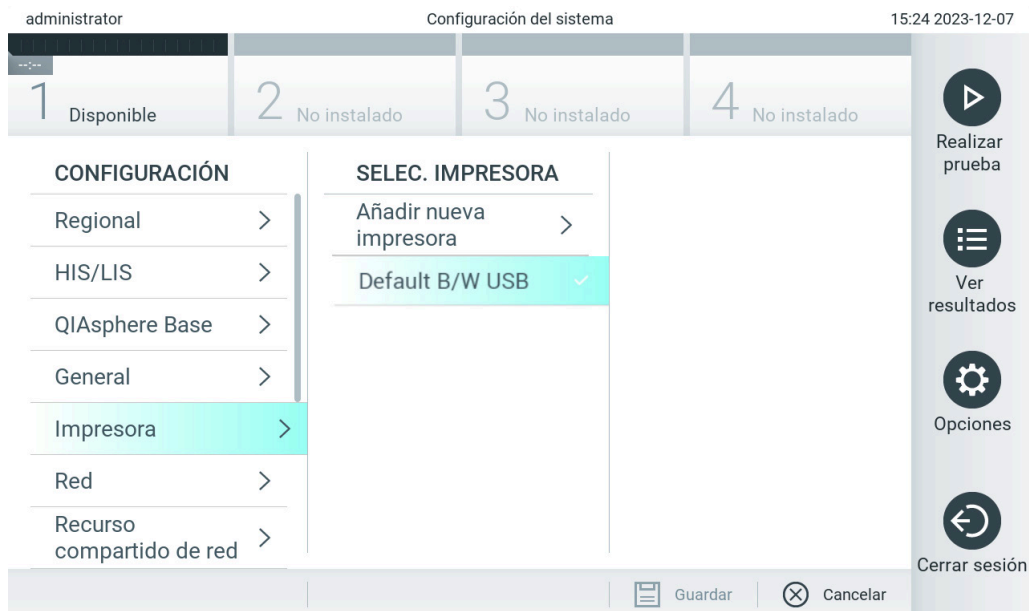 administrator
Configuración del sistema
15:24 2023-12-07
--:--
1 Disponible
2 No instalado
3 No instalado
4 No instalado
CONFIGURACIÓN
Regional
HIS/LIS
QIAsphere Base
General
Impresora
Red
Recurso
compartido de red
SELEC. IMPRESORA
Añadir nueva
impresora
Default B/W USB
Realizar
prueba
Ver
resultados
Opciones
Cerrar sesión
Guardar
Cancelar